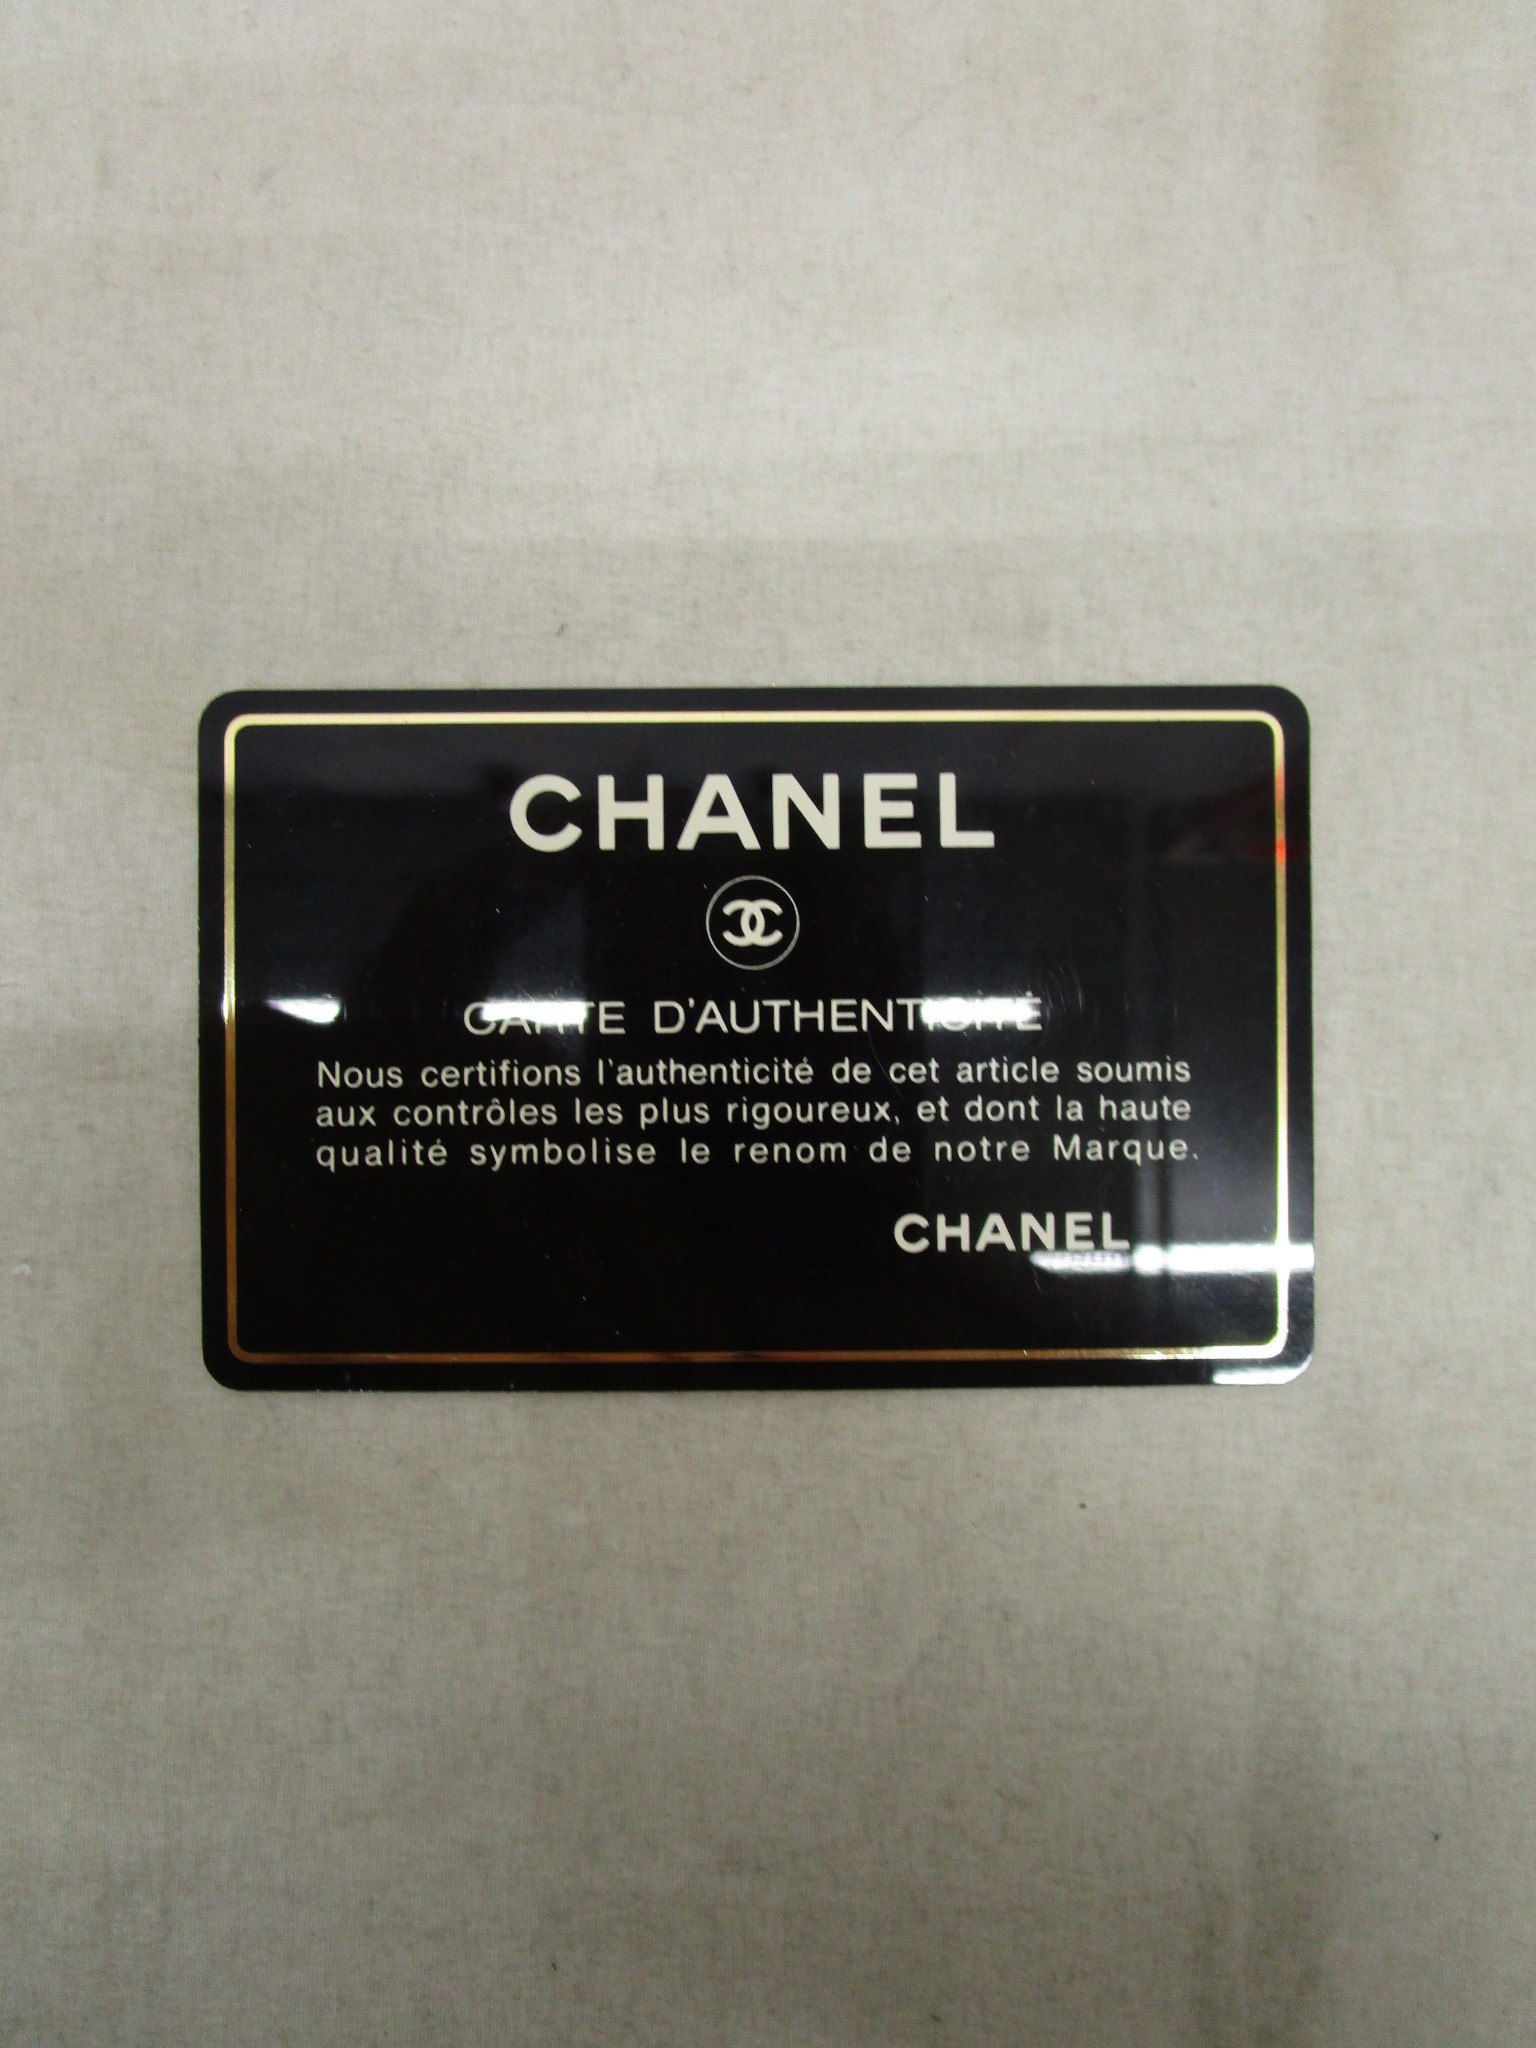 CHANEL
CARTE D'AUTHENTICITÉ
Nous certifions l'authenticité de cet article soumis
aux contrôles les plus rigoureux, et dont la haute
qualité symbolise le renom de notre Marque.
CHANEL